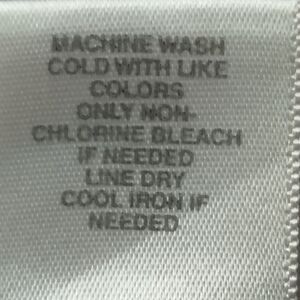 MACHINE WASH
COLD WITH LIKE
COLORS
ONLY NON-
CHLORINE BLEACH
IF NEEDED
LINE DRY
COOL IRON IF
NEEDED